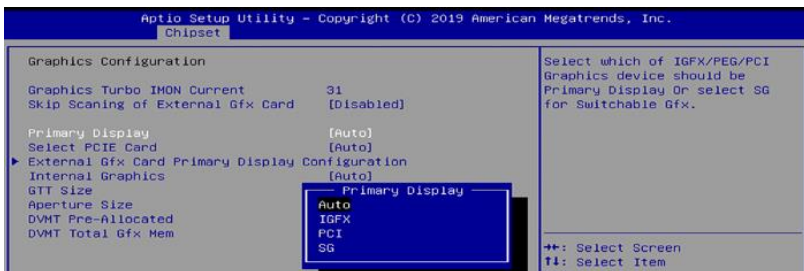 Aptio Setup Utility – Copyright (C) 2019 American Megatrends, Inc.
Chipset
Graphics Configuration
Graphics Turbo IMON Current 31
Skip Scaning of External Gfx Card [Disabled]
Primary Display [Auto]
Select PCIE Card [Auto]
External Gfx Card Primary Display Configuration
Internal Graphics [Auto]
GTT Size
Aperture Size
DVMT Pre-Allocated
DVMT Total Gfx Mem
Primary Display
Auto
IGFX
PCI
SG
Select which of IGFX/PEG/PCI
Graphics device should be
Primary Display Or select SG
for Switchable Gfx.
→←: Select Screen
↑↓: Select Item